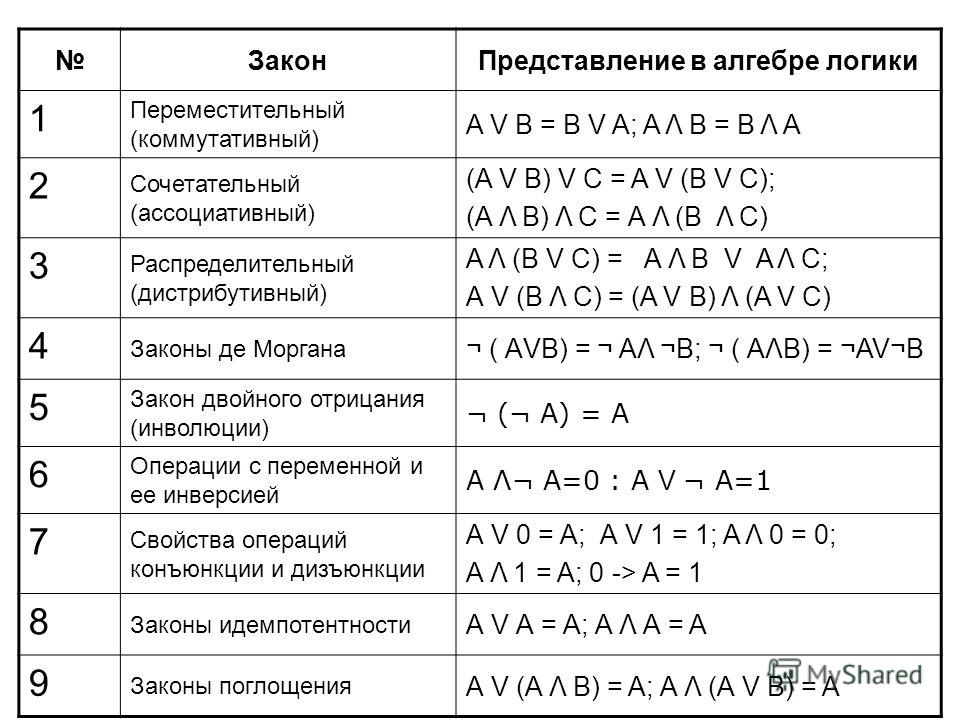 № Закон Представление в алгебре логики
1 Переместительный
(коммутативный)
A V B = B V A; A Λ B = B Λ A
2 Сочетательный
(ассоциативный)
(A V B) V C = A V (B V C);
(A Λ B) Λ C = A Λ (B Λ C)
3 Распределительный
(дистрибутивный)
A Λ (B V C) = A Λ B V A Λ C;
A V (B Λ C) = (A V B) Λ (A V C)
4 Законы де Моргана
¬ ( AVB) = ¬ AΛ ¬B; ¬ ( AΛB) = ¬AV¬B
5 Закон двойного отрицания
(инволюции)
¬ (¬ A) = A
6 Операции с переменной и
ее инверсией
A Λ¬ A=0 : A V ¬ A=1
7 Свойства операций
конъюнкции и дизъюнкции
A V 0 = A; A V 1 = 1; A Λ 0 = 0;
A Λ 1 = A; 0 -> A = 1
8 Законы идемпотентности
A V A = A; A Λ A = A
9 Законы поглощения
A V (A Λ B) = A; A Λ (A V B) = A
MyShared